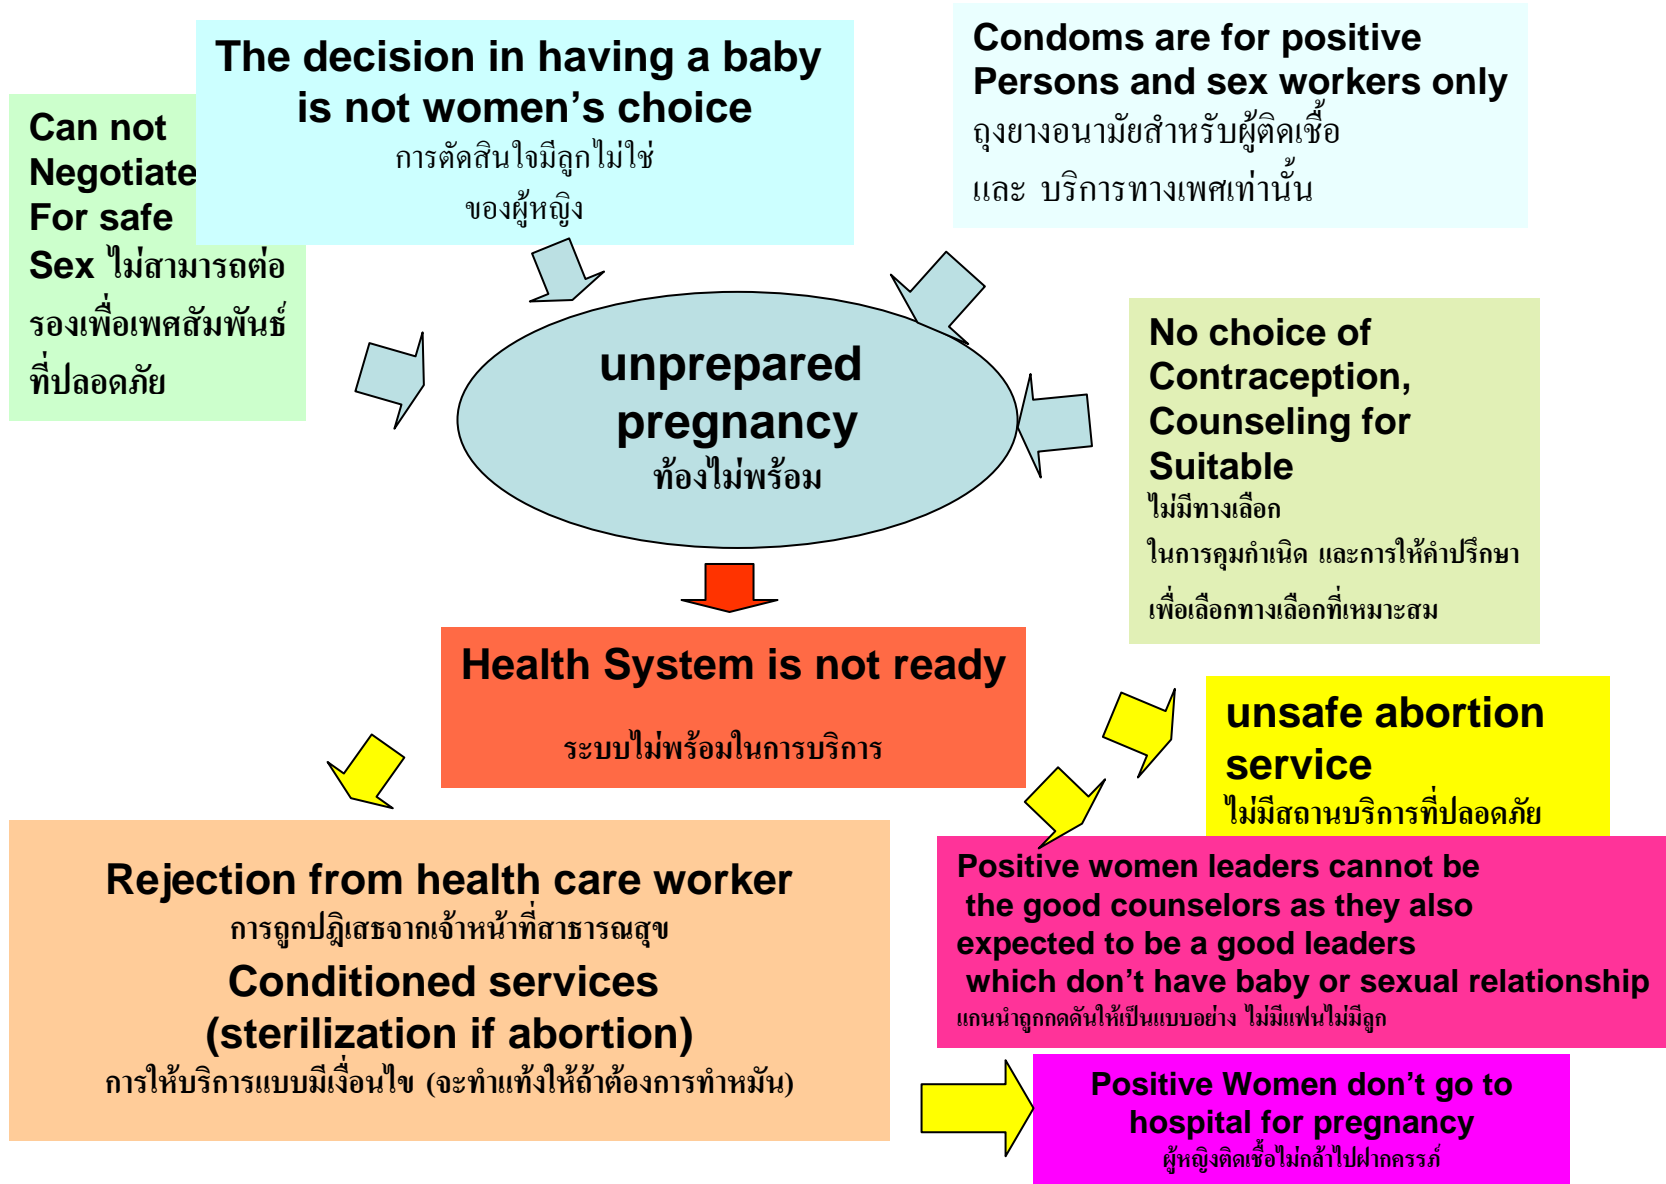 The decision in having a baby
is not women's choice
การตัดสินใจมีลูกไม่ใช่
ของผู้หญิง
Condoms are for positive
Persons and sex workers only
ถุงยางอนามัยสำหรับผู้ติดเชื้อ
และ บริการทางเพศเท่านั้น
Can not
Negotiate
For safe
Sex ไม่สามารถต่อ
รองเพื่อเพศสัมพันธ์
ที่ปลอดภัย
unprepared
pregnancy
ท้องไม่พร้อม
No choice of
Contraception,
Counseling for
Suitable
ไม่มีทางเลือก
ในการคุมกำเนิด และการให้คำปรึกษา
เพื่อเลือกทางเลือกที่เหมาะสม
Health System is not ready
ระบบไม่พร้อมในการบริการ
unsafe abortion
service
ไม่มีสถานบริการที่ปลอดภัย
Rejection from health care worker
การถูกปฎิเสธจากเจ้าหน้าที่สาธารณสุข
Conditioned services
(sterilization if abortion)
การให้บริการแบบมีเงื่อนไข (จะทำแท้งให้ถ้าต้องการทำหมัน)
Positive women leaders cannot be
the good counselors as they also
expected to be a good leaders
which don't have baby or sexual relationship
แกนนำถูกกดดันให้เป็นแบบอย่าง ไม่มีแฟนไม่มีลูก
Positive Women don't go to
hospital for pregnancy
ผู้หญิงติดเชื้อไม่กล้าไปฝากครรภ์